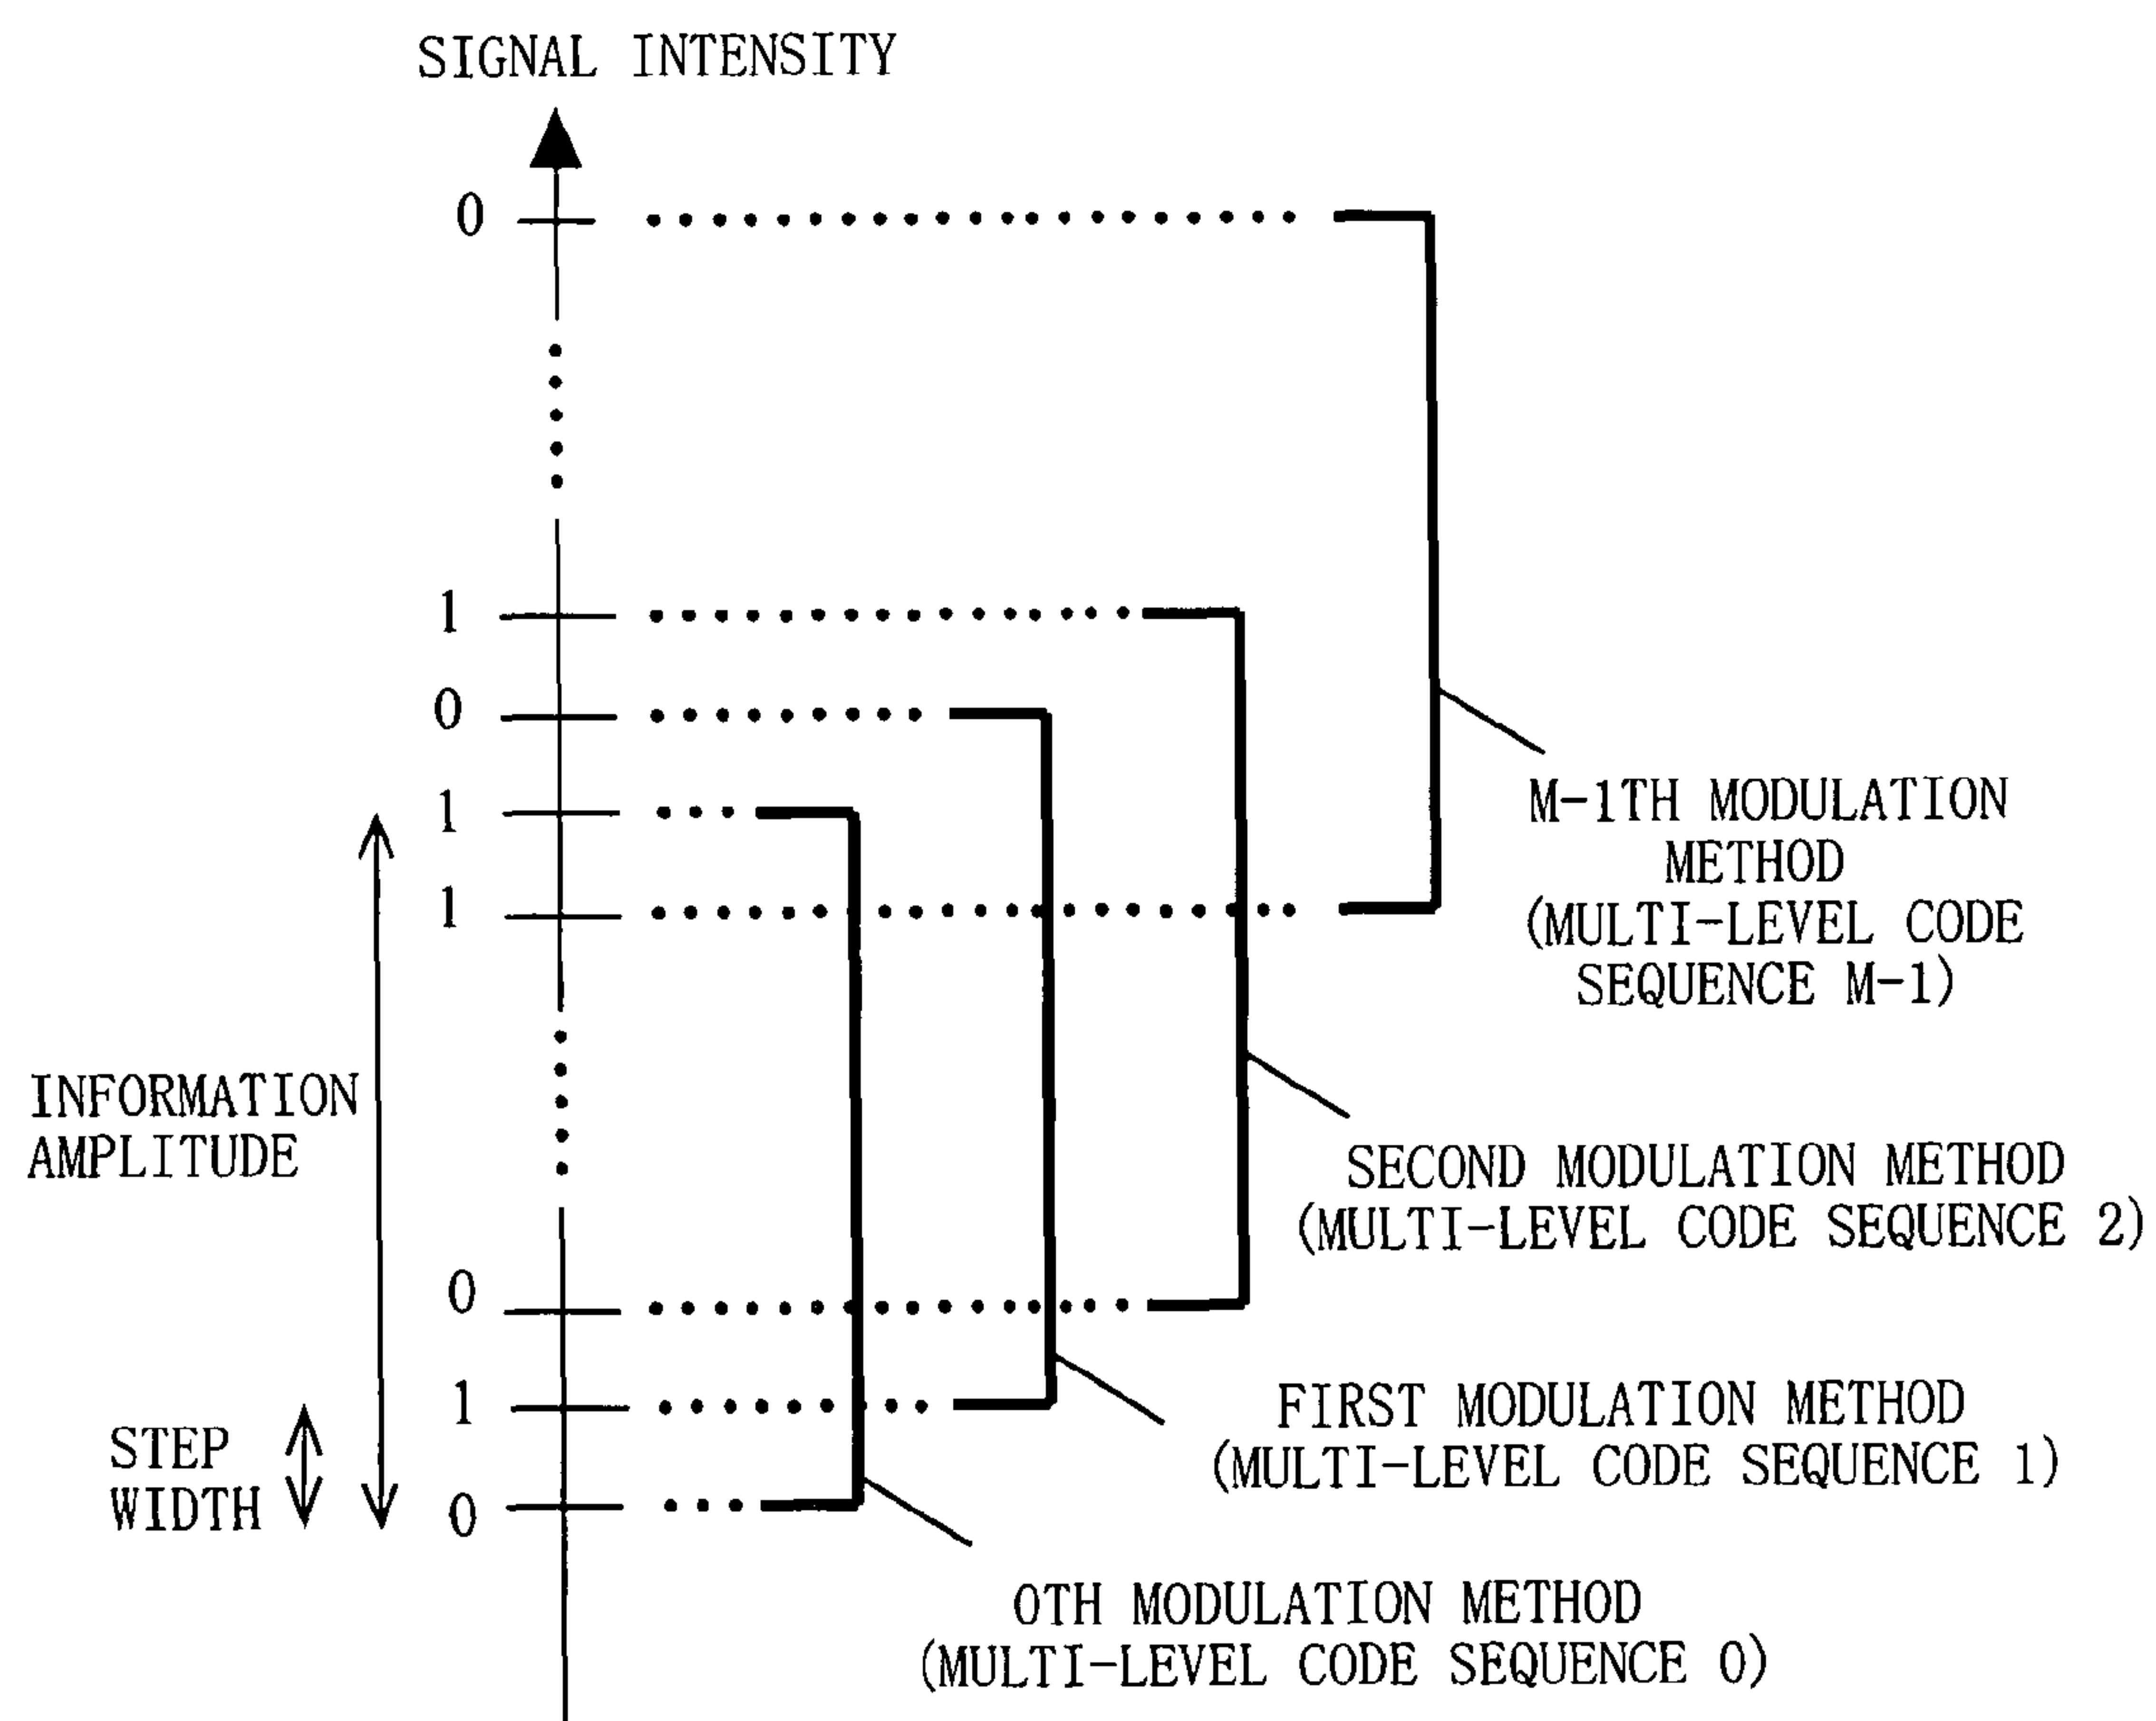 SIGNAL INTENSITY
0
1
0
1
1
M-1TH MODULATION
METHOD
(MULTI-LEVEL CODE
SEQUENCE M-1)
INFORMATION
AMPLITUDE
SECOND MODULATION METHOD
(MULTI-LEVEL CODE SEQUENCE 2)
0
1
STEP
WIDTH
0
FIRST MODULATION METHOD
(MULTI-LEVEL CODE SEQUENCE 1)
0TH MODULATION METHOD
(MULTI-LEVEL CODE SEQUENCE 0)